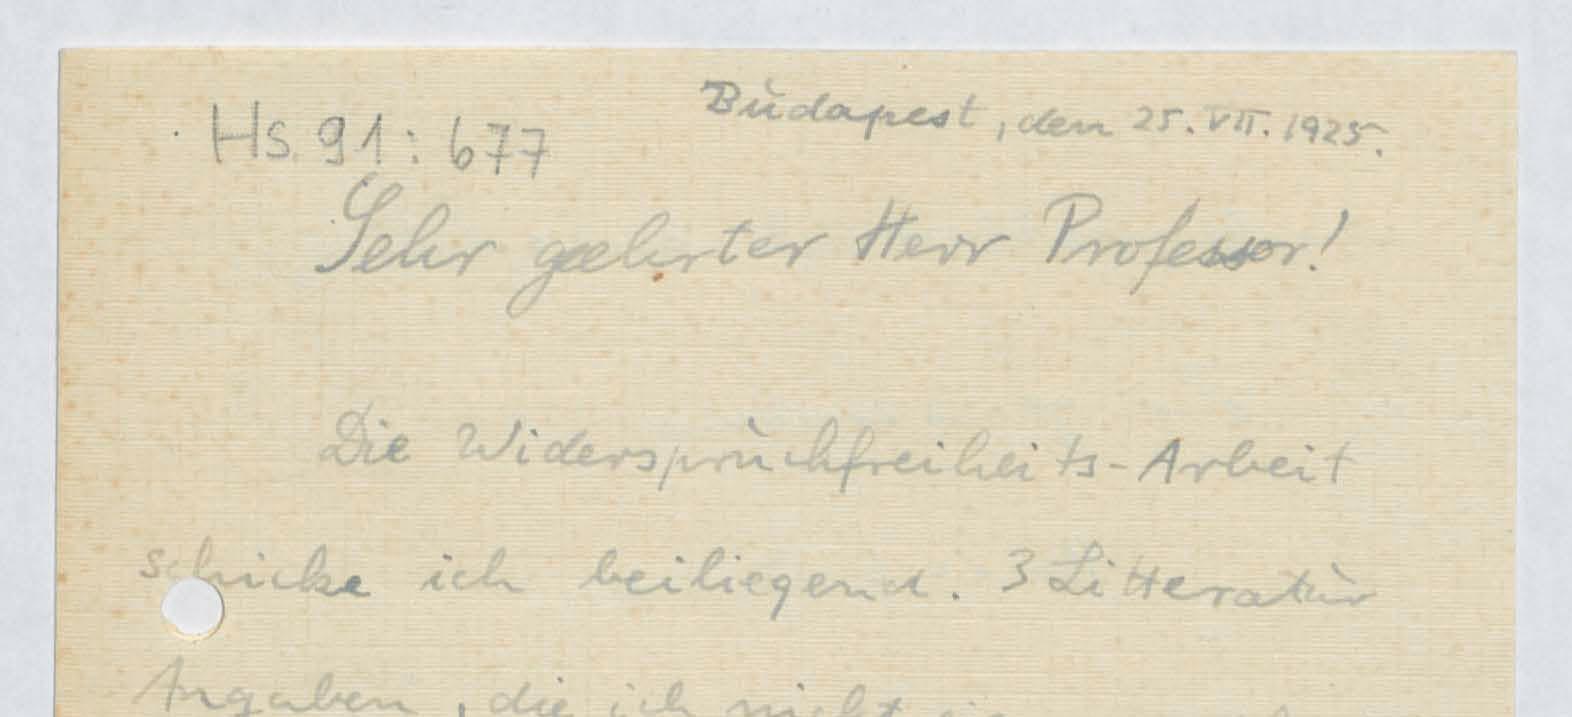 Hs. 91: 677
Budapest, den 25. VII. 1925.
Sehr geehrter Herr Professor!
Die Widerspruchfreiheits-Arbeit
schicke ich beiliegend. 3 Litteratur
Angaben, die ich nicht